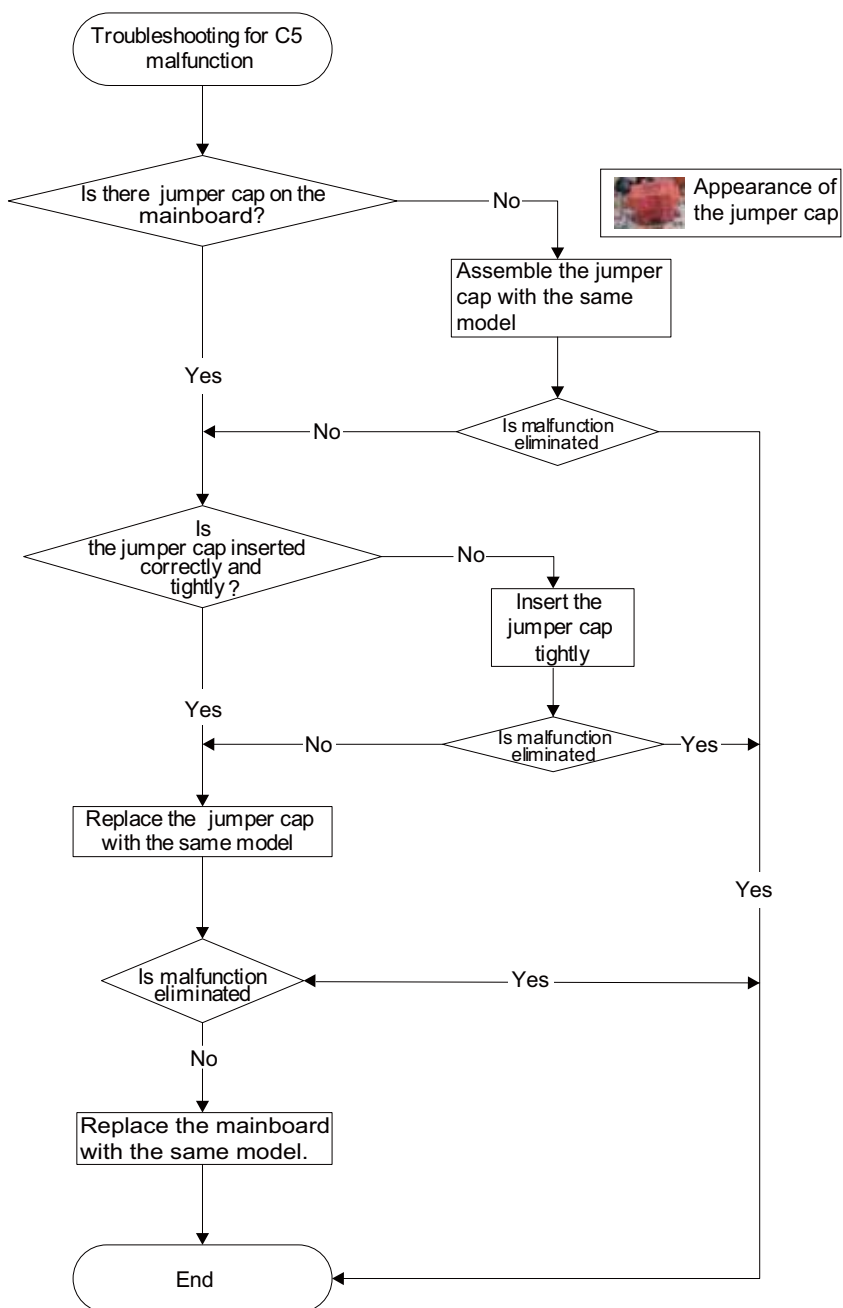 Troubleshooting for C5
malfunction
Is there jumper cap on the
mainboard?
No
Appearance of
the jumper cap
Assemble the jumper
cap with the same
model
Yes
Is malfunction
eliminated
No
Is
the jumper cap inserted
correctly and
tightly?
No
Insert the
jumper cap
tightly
Yes
Is malfunction
eliminated
No
Yes
Replace the jumper cap
with the same model
Yes
Is malfunction
eliminated
Yes
No
Replace the mainboard
with the same model.
End